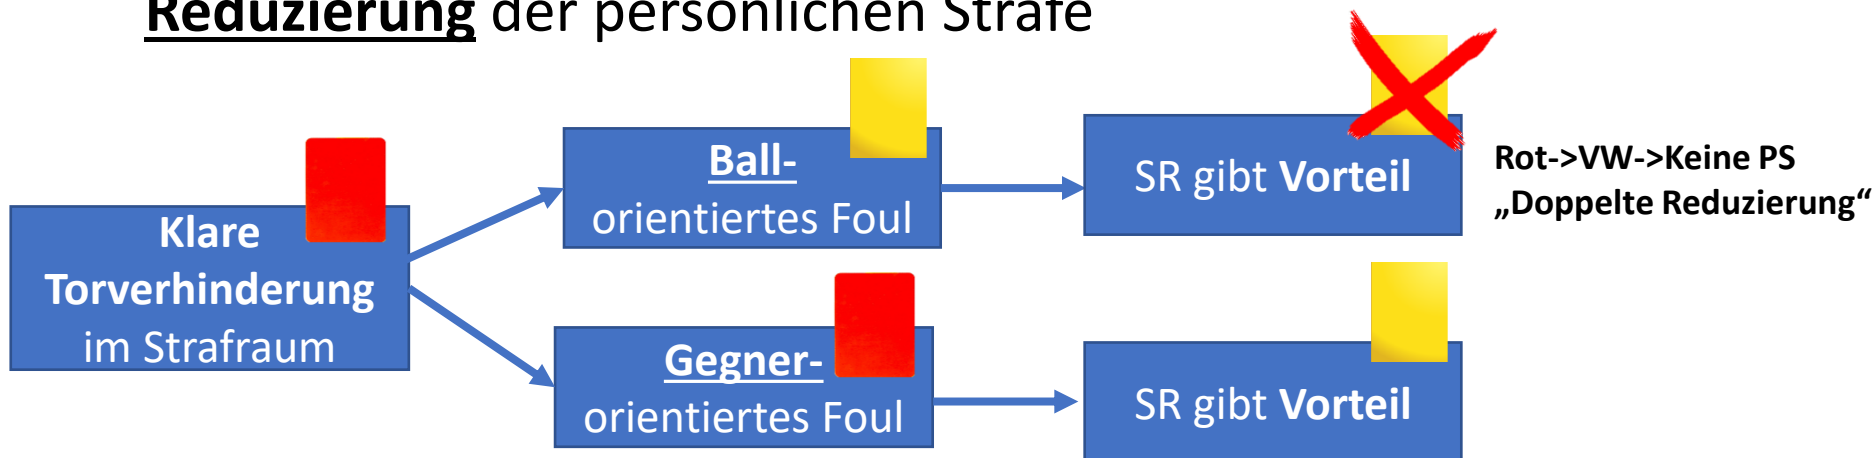 Reduzierung der persönlichen Strafe
Klare
Torverhinderung
im Strafraum
Ball-
orientiertes Foul
SR gibt Vorteil
Rot->VW->Keine PS
„Doppelte Reduzierung“
Gegner-
orientiertes Foul
SR gibt Vorteil